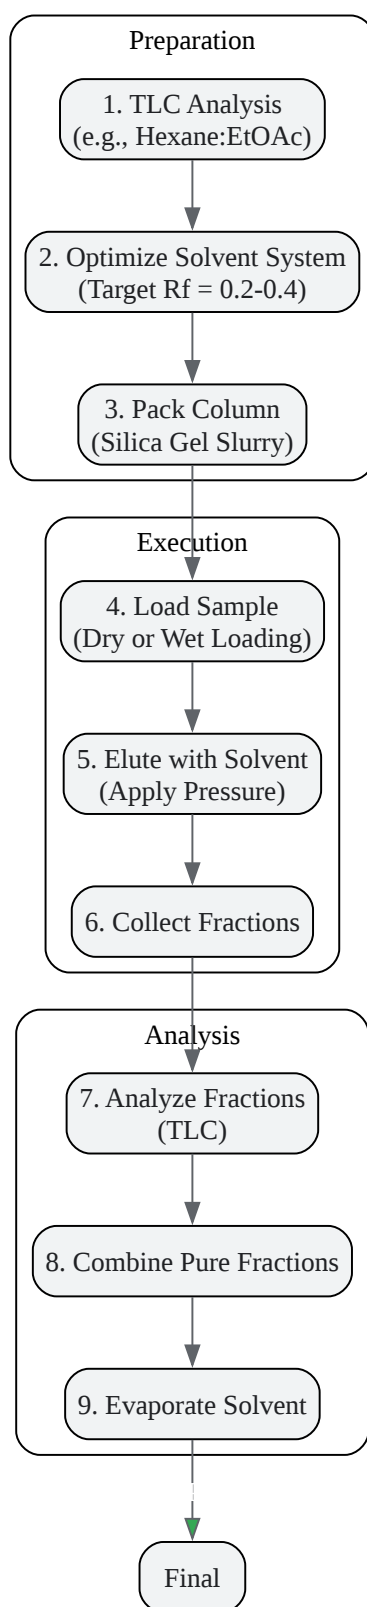 Preparation
1. TLC Analysis
(e.g., Hexane:EtOAc)
2. Optimize Solvent System
(Target Rf = 0.2-0.4)
3. Pack Column
(Silica Gel Slurry)
Execution
4. Load Sample
(Dry or Wet Loading)
5. Elute with Solvent
(Apply Pressure)
6. Collect Fractions
Analysis
7. Analyze Fractions
(TLC)
8. Combine Pure Fractions
9. Evaporate Solvent
Final